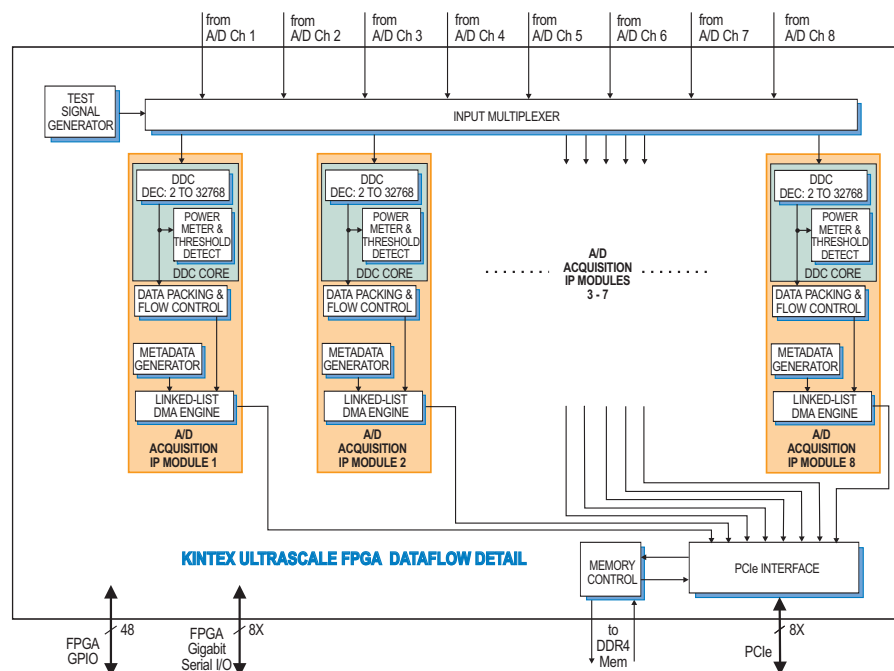 from
A/D Ch 1
from
A/D Ch 2
from
A/D Ch 3
from
A/D Ch 4
from
A/D Ch 5
from
A/D Ch 6
from
A/D Ch 7
from
A/D Ch 8
TEST
SIGNAL
GENERATOR
INPUT MULTIPLEXER
DDC
DEC: 2 TO 32768
POWER
METER &
THRESHOLD
DETECT
DDC CORE
DATA PACKING &
FLOW CONTROL
METADATA
GENERATOR
LINKED-LIST
DMA ENGINE
A/D
ACQUISITION
IP MODULE 1
DDC
DEC: 2 TO 32768
POWER
METER &
THRESHOLD
DETECT
DDC CORE
DATA PACKING &
FLOW CONTROL
METADATA
GENERATOR
LINKED-LIST
DMA ENGINE
A/D
ACQUISITION
IP MODULE 2
A/D
ACQUISITION
IP MODULES
3 - 7
DDC
DEC: 2 TO 32768
POWER
METER &
THRESHOLD
DETECT
DDC CORE
DATA PACKING &
FLOW CONTROL
METADATA
GENERATOR
LINKED-LIST
DMA ENGINE
A/D
ACQUISITION
IP MODULE 8
KINTEX ULTRASCALE FPGA DATAFLOW DETAIL
MEMORY
CONTROL
PCIe INTERFACE
48
FPGA
GPIO
8X
FPGA
Gigabit
Serial I/O
to
DDR4
Mem
8X
PCIe